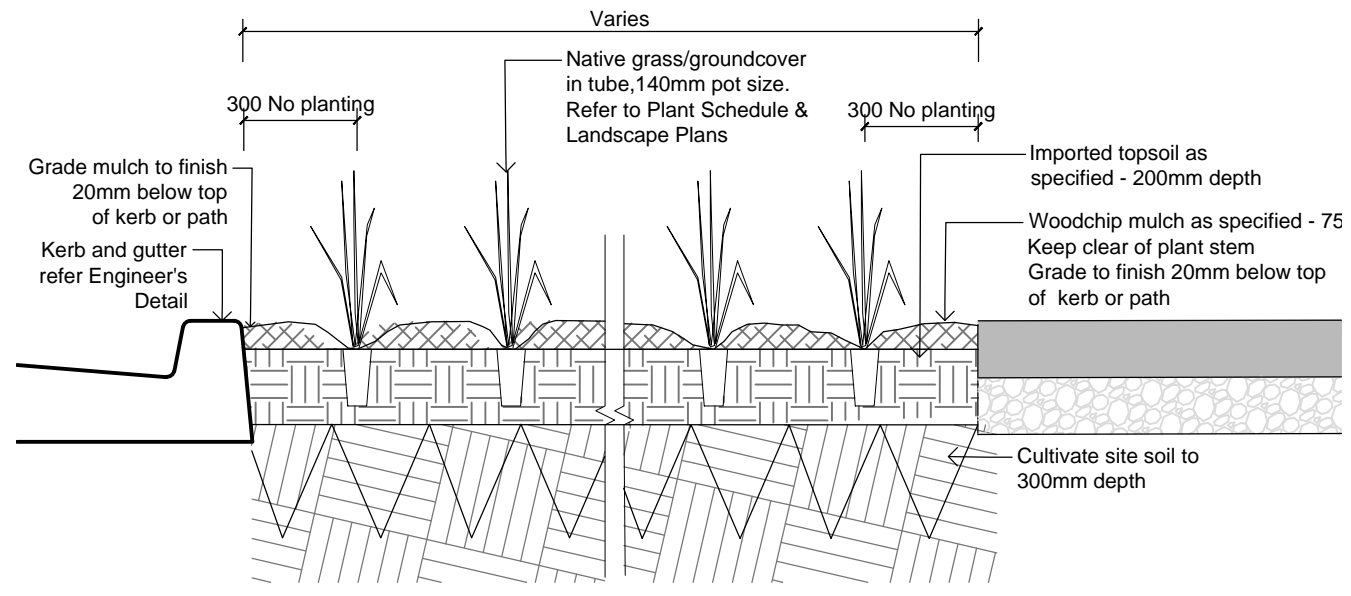 Varies
Native grass/groundcover
in tube,140mm pot size.
Refer to Plant Schedule &
Landscape Plans
300 No planting
300 No planting
Grade mulch to finish
20mm below top
of kerb or path
Kerb and gutter
refer Engineer's
Detail
Imported topsoil as
specified - 200mm depth
Woodchip mulch as specified - 75
Keep clear of plant stem
Grade to finish 20mm below top
of kerb or path
Cultivate site soil to
300mm depth